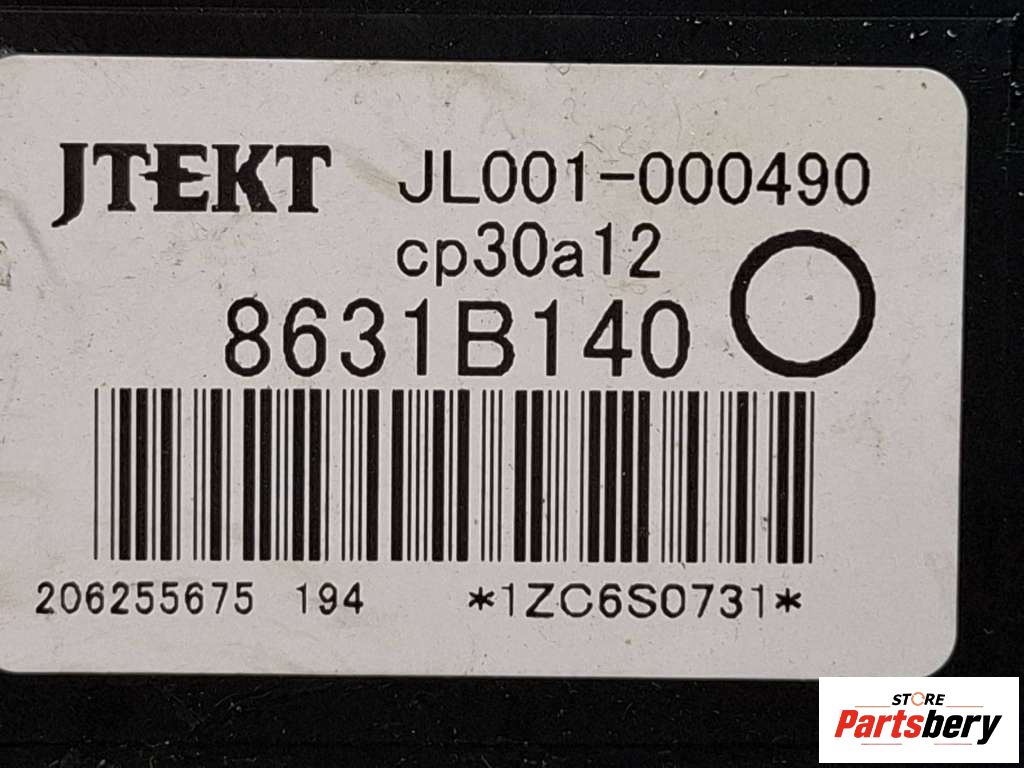 JTEKT JL001-000490
cp30a12
8631B140
206255675 194 *1ZC6S0731*
STORE
Partsbery